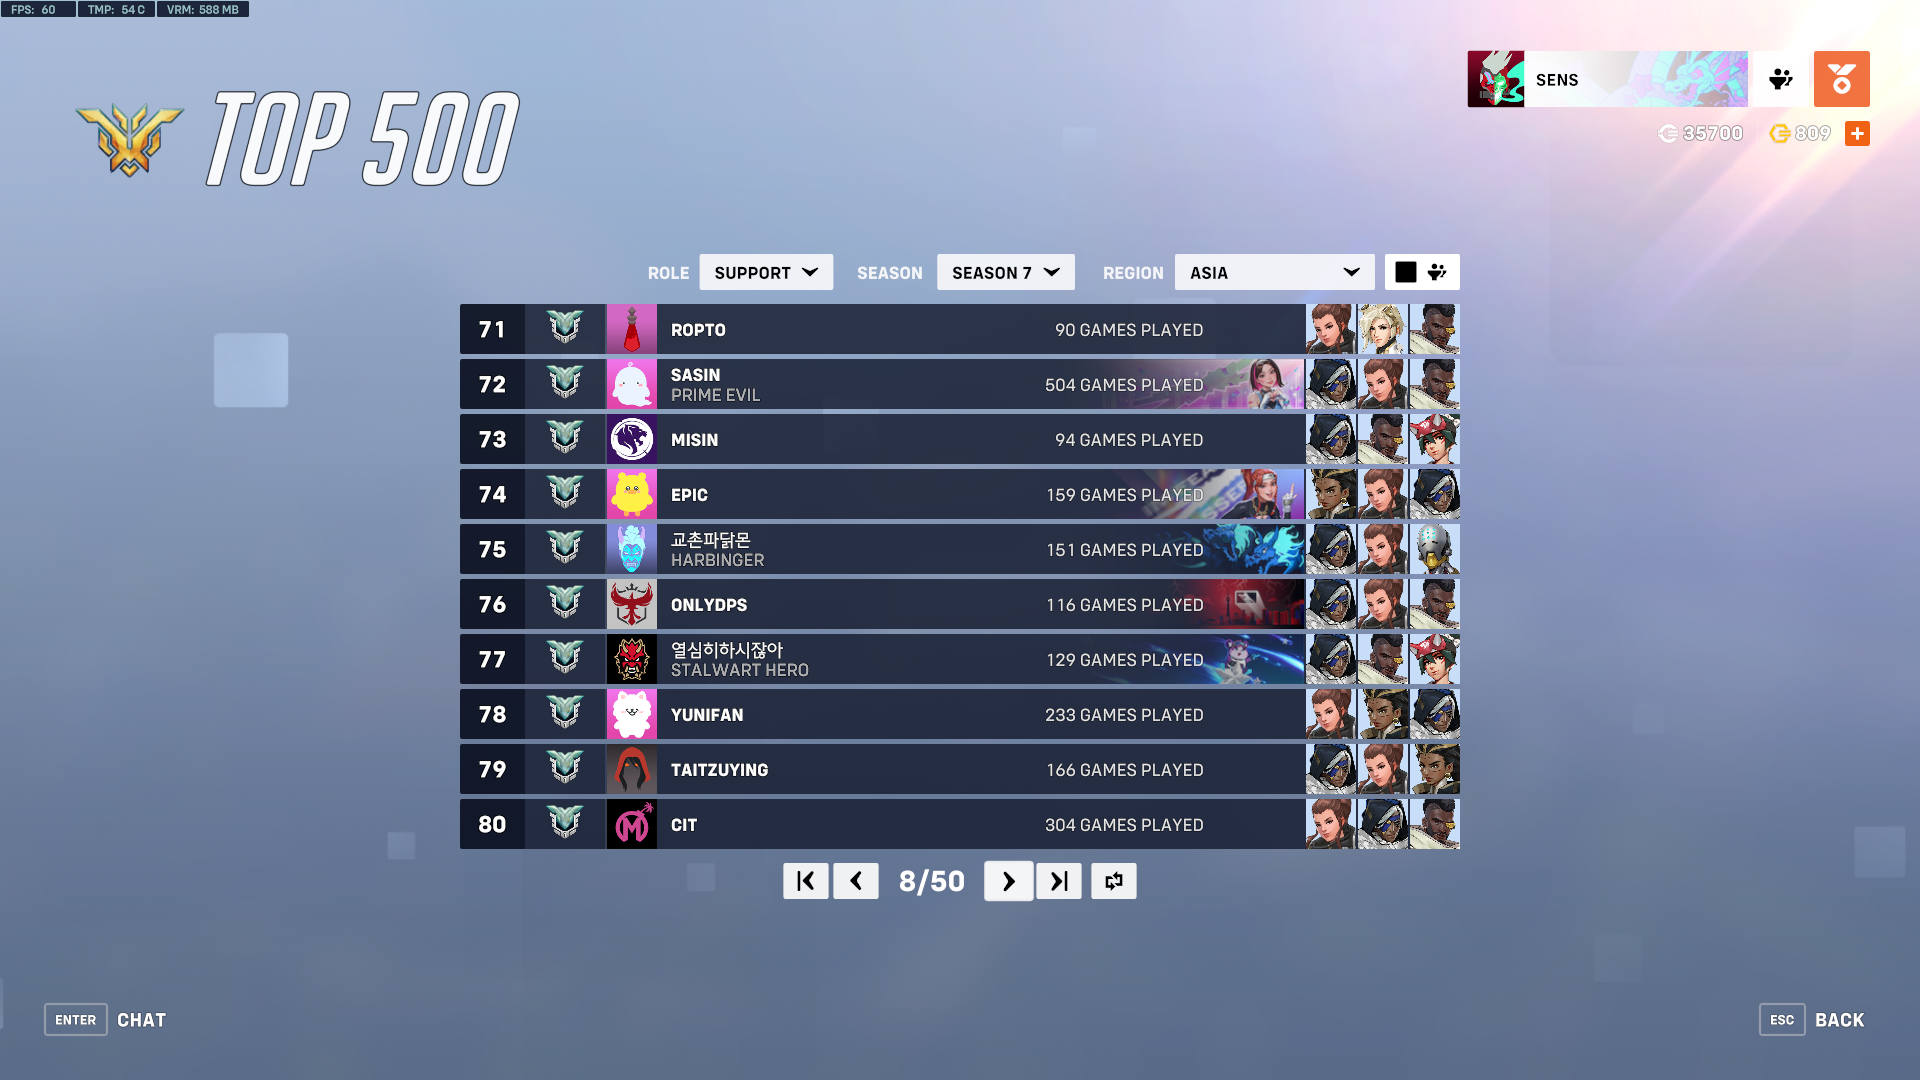 FPS: 60 TMP: 54 C VRM: 588 MB
TOP 500
SENS
35700 809
ROLE SUPPORT SEASON SEASON 7 REGION ASIA
71 ROPTO 90 GAMES PLAYED
72 SASIN 504 GAMES PLAYED
PRIME EVIL
73 MISIN 94 GAMES PLAYED
74 EPIC 159 GAMES PLAYED
75 교촌파닭몬 151 GAMES PLAYED
HARBINGER
76 ONLYDPS 116 GAMES PLAYED
77 열심히하시잖아 129 GAMES PLAYED
STALWART HERO
78 YUNIFAN 233 GAMES PLAYED
79 TAITZUYING 166 GAMES PLAYED
80 CIT 304 GAMES PLAYED
8/50
ENTER CHAT
ESC BACK